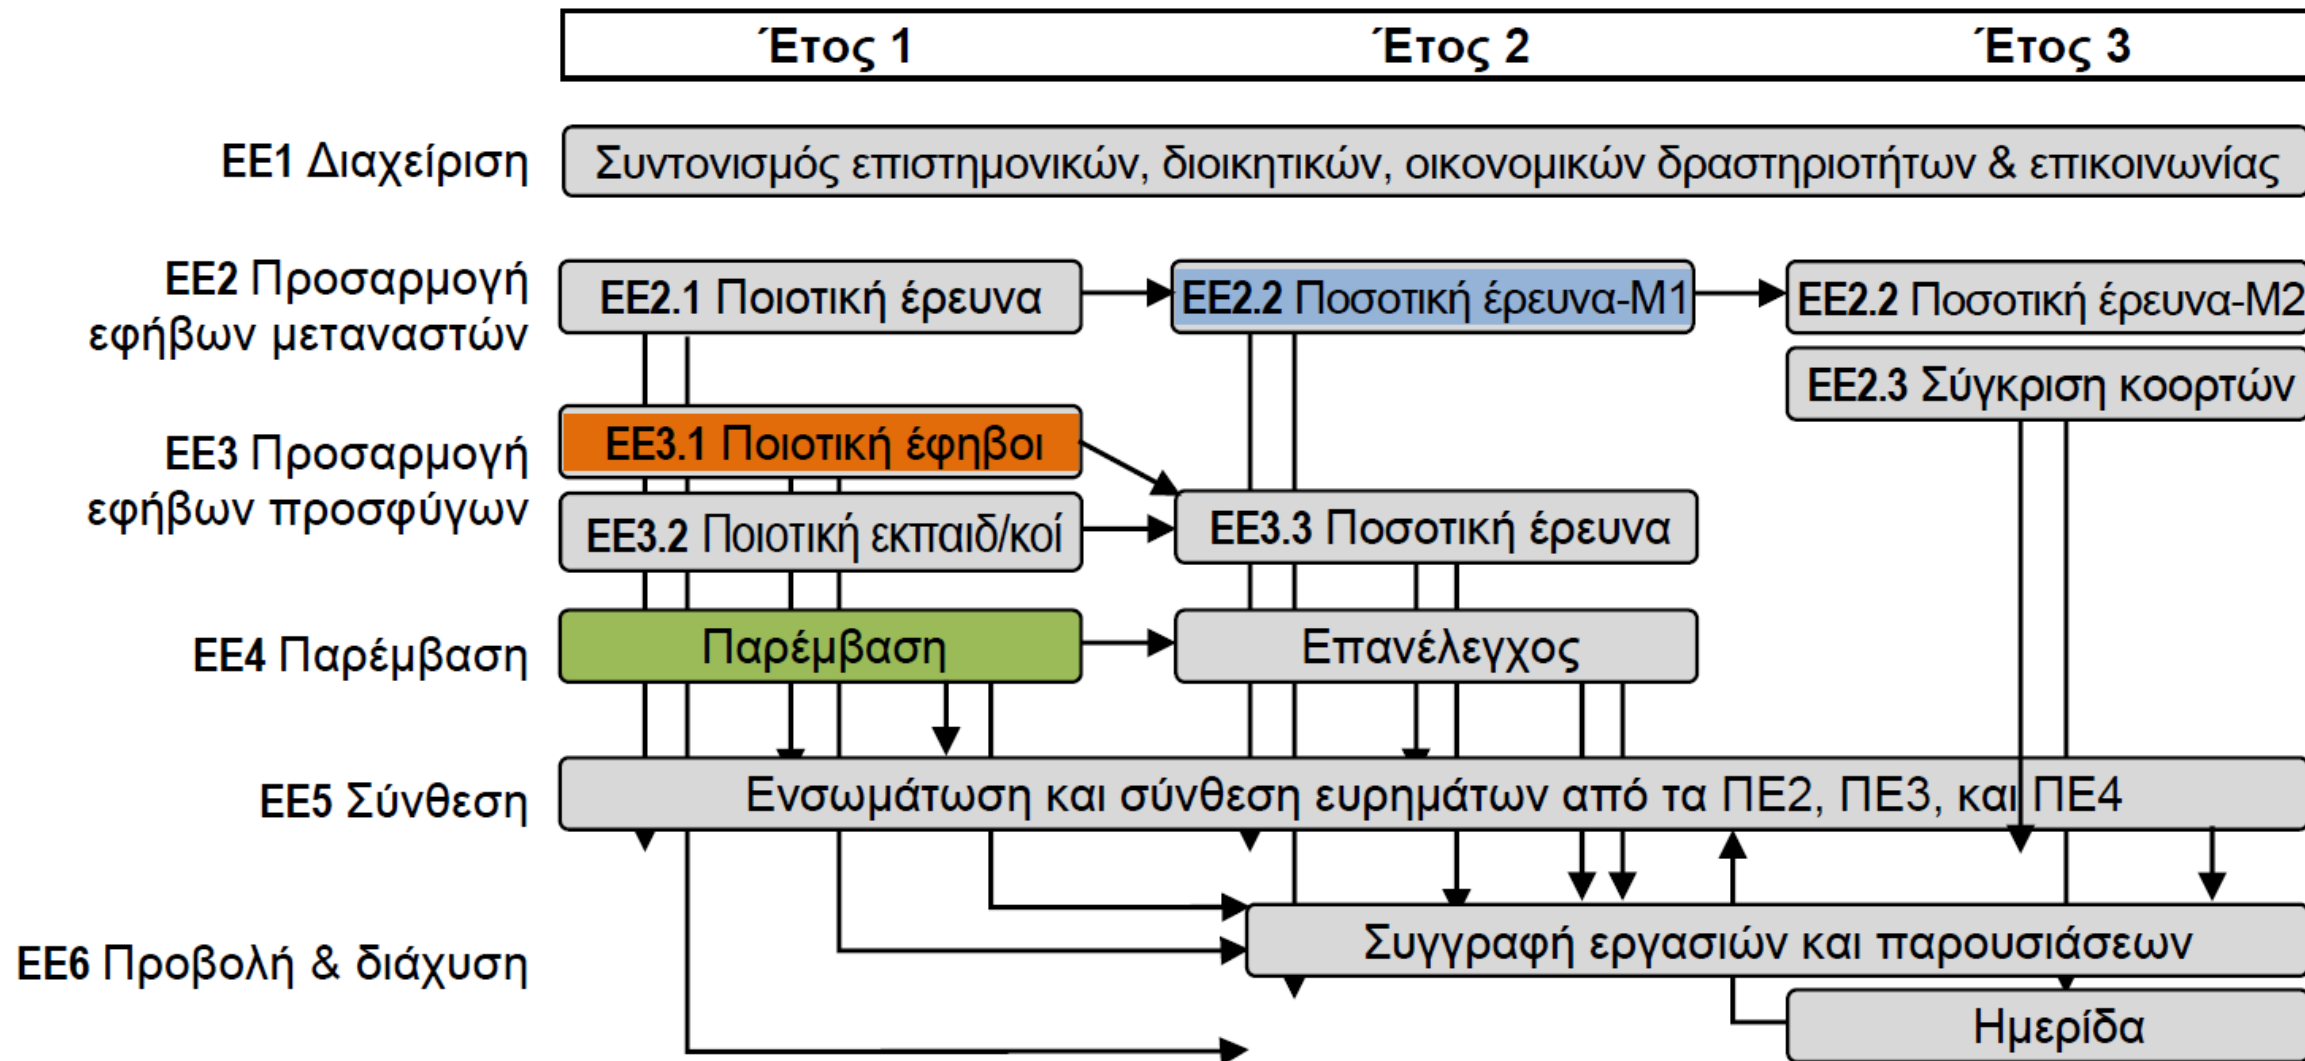 Έτος 1 Έτος 2 Έτος 3
ΕΕ1 Διαχείριση
Συντονισμός επιστημονικών, διοικητικών, οικονομικών δραστηριοτήτων & επικοινωνίας
ΕΕ2 Προσαρμογή
εφήβων μεταναστών
ΕΕ2.1 Ποιοτική έρευνα
ΕΕ2.2 Ποσοτική έρευνα-Μ1
ΕΕ2.2 Ποσοτική έρευνα-Μ2
ΕΕ2.3 Σύγκριση κοορτών
ΕΕ3 Προσαρμογή
εφήβων προσφύγων
ΕΕ3.1 Ποιοτική έφηβοι
ΕΕ3.2 Ποιοτική εκπαιδ/κοί
ΕΕ3.3 Ποσοτική έρευνα
ΕΕ4 Παρέμβαση
Παρέμβαση
Επανέλεγχος
ΕΕ5 Σύνθεση
Ενσωμάτωση και σύνθεση ευρημάτων από τα ΠΕ2, ΠΕ3, και ΠΕ4
ΕΕ6 Προβολή & διάχυση
Συγγραφή εργασιών και παρουσιάσεων
Ημερίδα